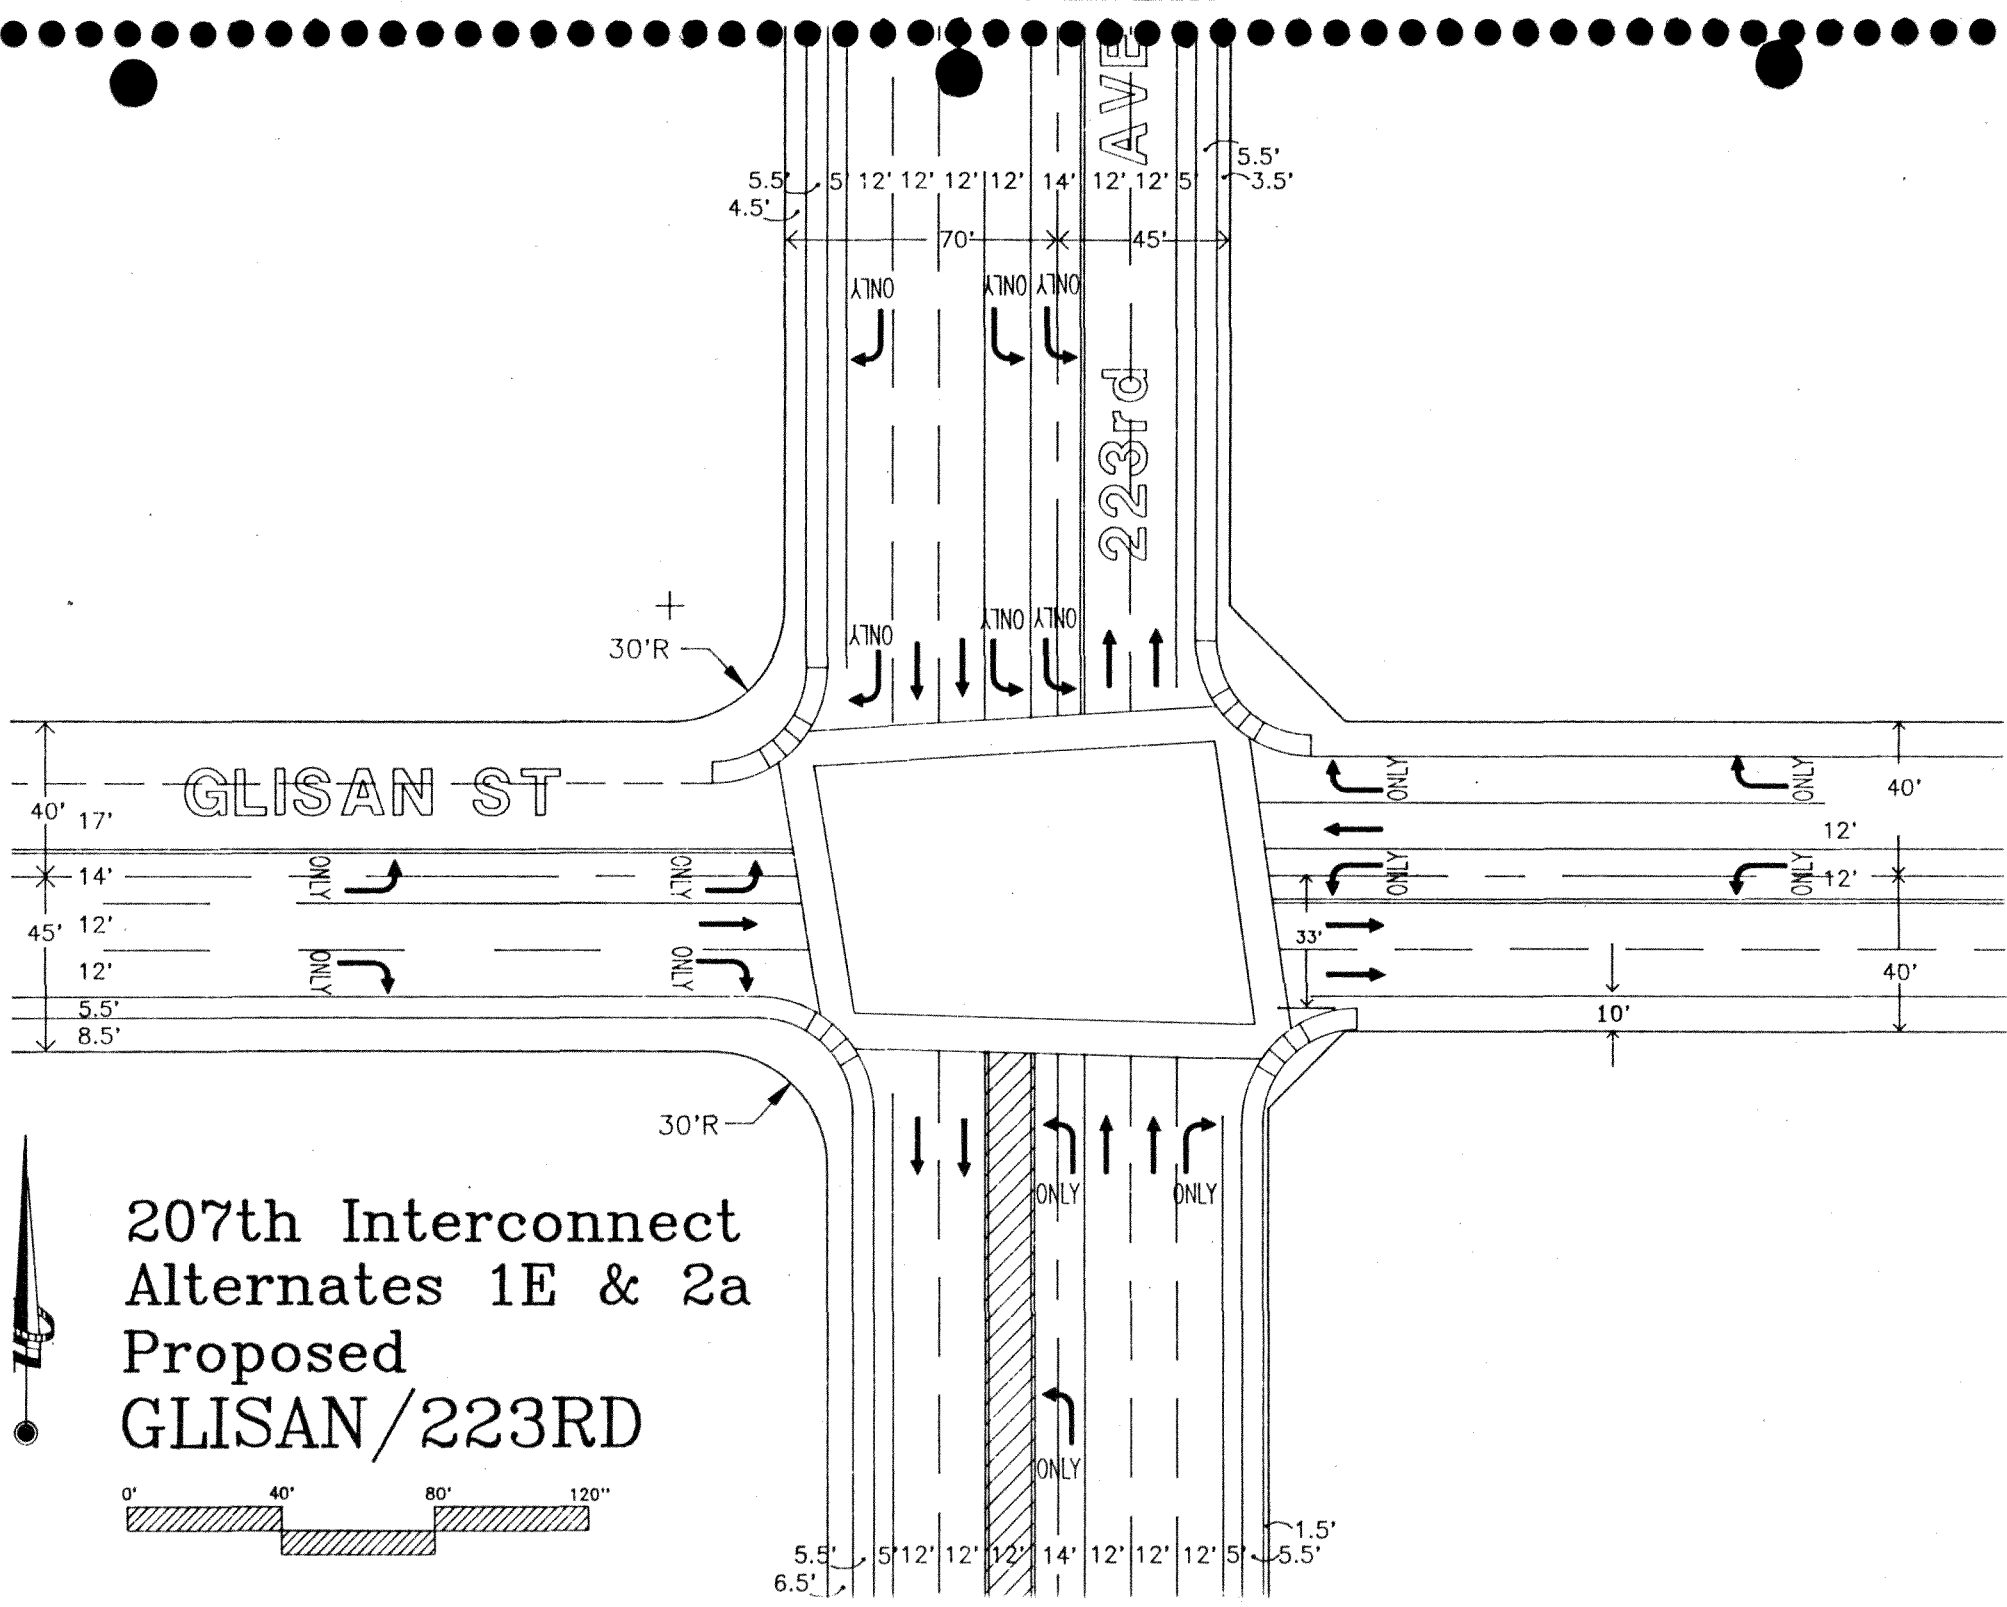 AVE
5.5'
3.5'
5.5' 5' 12' 12' 12' 12' 14' 12' 12' 5'
4.5'
70' 45'
ONLY ONLY ONLY
223rd
ONLY ONLY ONLY
30'R
GLISAN ST
40'
17'
ONLY ONLY
14'
12'
45'
ONLY ONLY
12'
5.5'
8.5'
ONLY ONLY
40'
12'
ONLY ONLY
12'
33'
40'
10'
30'R
ONLY ONLY
207th Interconnect
Alternates 1E & 2a
Proposed
GLISAN/223RD
ONLY
0' 40' 80' 120"
1.5'
5.5' 5' 12' 12' 12' 14' 12' 12' 12' 5' 5.5'
6.5'